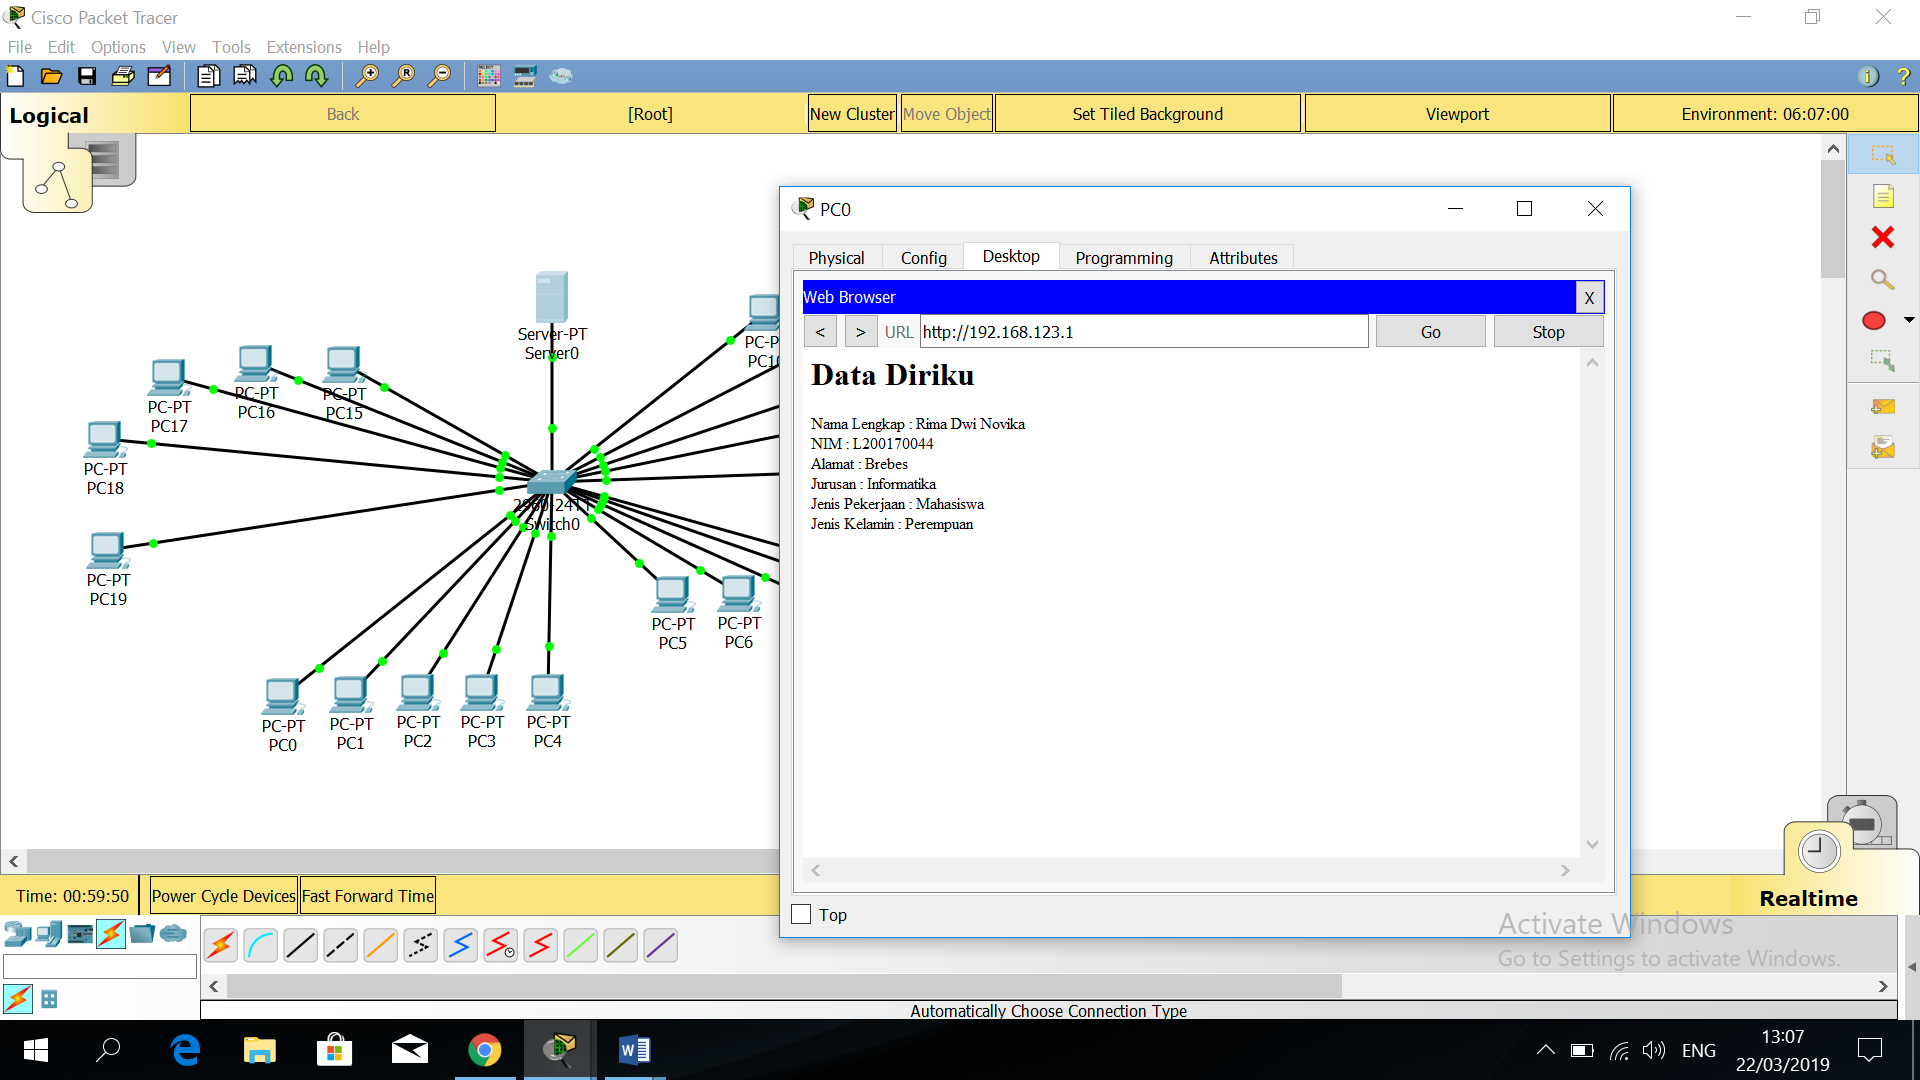 Cisco Packet Tracer
File Edit Options View Tools Extensions Help
Logical
Back
[Root]
New Cluster
Move Object
Set Tiled Background
Viewport
Environment: 06:07:00
PC0
Physical
Config
Desktop
Programming
Attributes
Web Browser
X
<
>
URL
http://192.168.123.1
Go
Stop
Data Diriku
Nama Lengkap : Rima Dwi Novika
NIM : L200170044
Alamat : Brebes
Jurusan : Informatika
Jenis Pekerjaan : Mahasiswa
Jenis Kelamin : Perempuan
Top
Server-PT
Server0
PC-PT
PC17
PC-PT
PC16
PC-PT
PC15
PC-PT
PC18
PC-PT
PC19
Switch0
PC-PT
PC5
PC-PT
PC6
PC-PT
PC0
PC-PT
PC1
PC-PT
PC2
PC-PT
PC3
PC-PT
PC4
Time: 00:59:50
Power Cycle Devices
Fast Forward Time
Realtime
Activate Windows
Go to Settings to activate Windows.
Automatically Choose Connection Type
ENG
13:07
22/03/2019